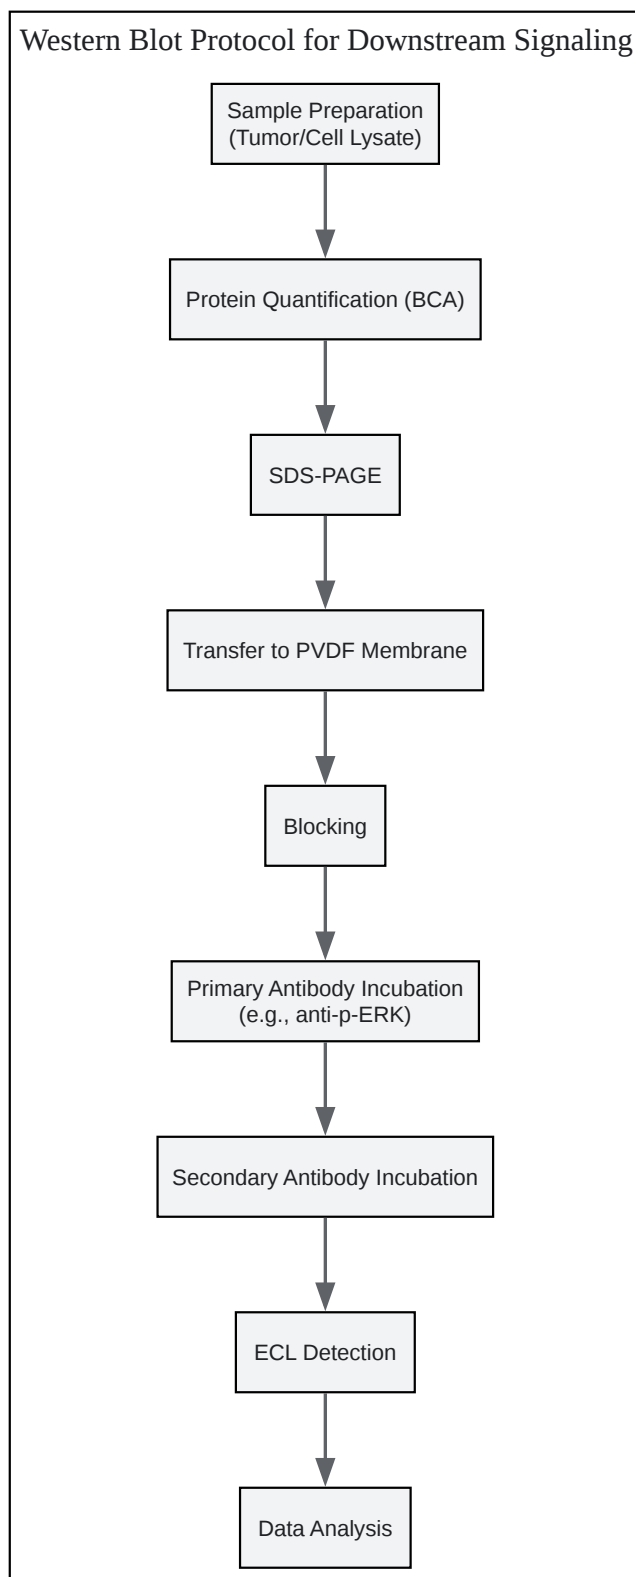 Western Blot Protocol for Downstream Signaling
Sample Preparation
(Tumor/Cell Lysate)
Protein Quantification (BCA)
SDS-PAGE
Transfer to PVDF Membrane
Blocking
Primary Antibody Incubation
(e.g., anti-p-ERK)
Secondary Antibody Incubation
ECL Detection
Data Analysis